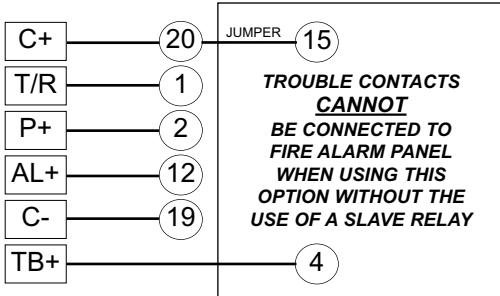 C+ 20 JUMPER 15
T/R 1
P+ 2
AL+ 12
C- 19
TB+ 4
TROUBLE CONTACTS
CANNOT
BE CONNECTED TO
FIRE ALARM PANEL
WHEN USING THIS
OPTION WITHOUT THE
USE OF A SLAVE RELAY